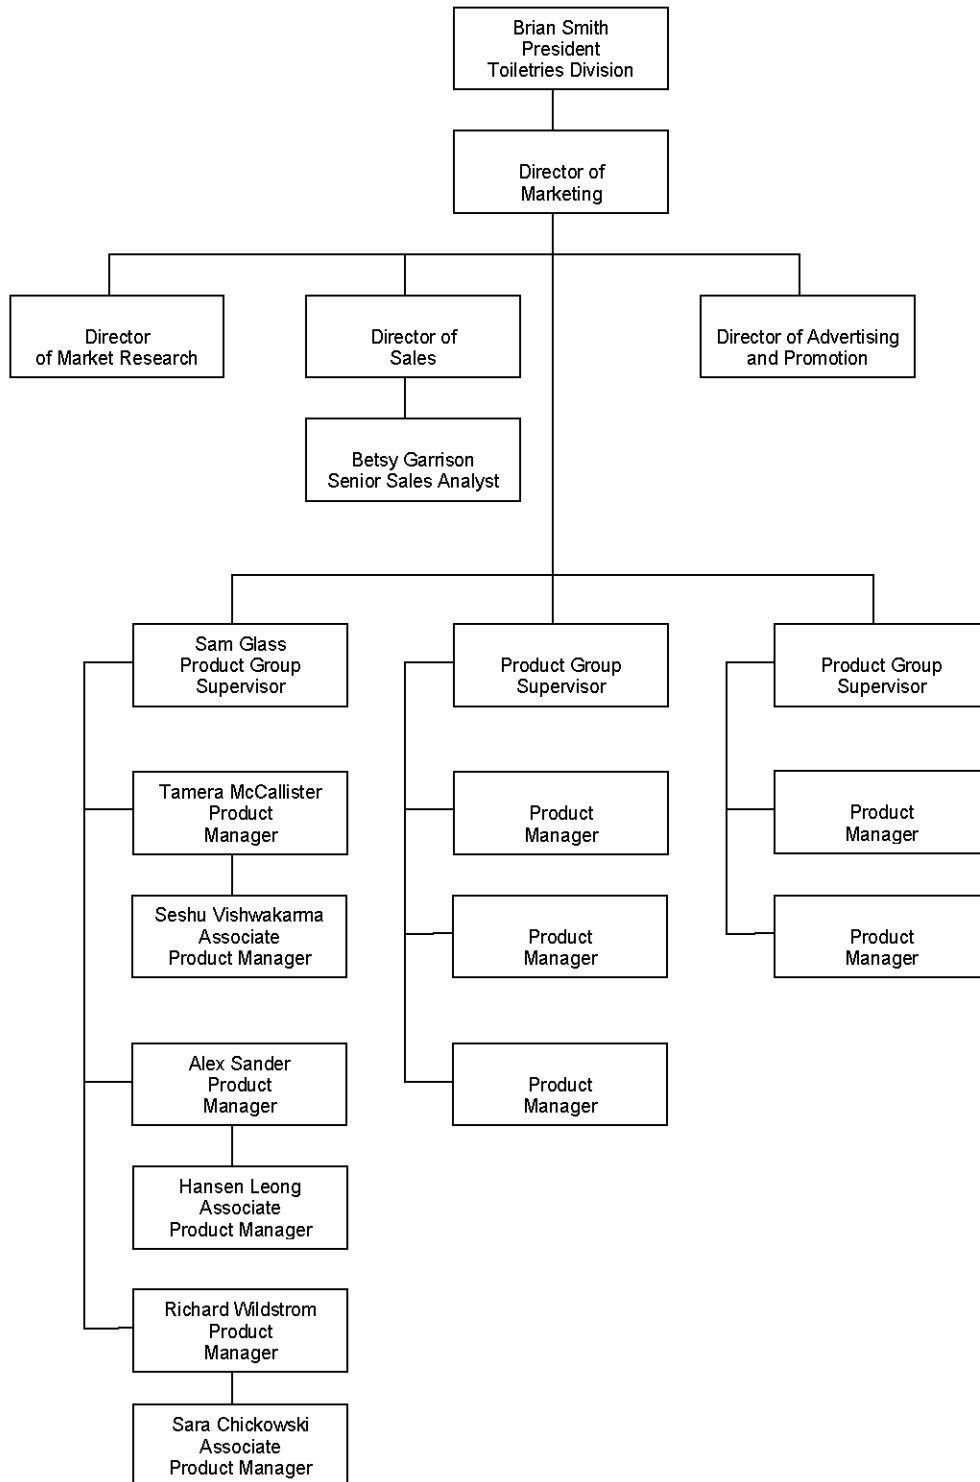 Brian Smith
President
Toiletries Division
Director of
Marketing
Director
of Market Research
Director of
Sales
Director of Advertising
and Promotion
Betsy Garrison
Senior Sales Analyst
Sam Glass
Product Group
Supervisor
Product Group
Supervisor
Product Group
Supervisor
Tamera McCallister
Product
Manager
Product
Manager
Product
Manager
Seshu Vishwakarma
Associate
Product Manager
Product
Manager
Product
Manager
Alex Sander
Product
Manager
Product
Manager
Hansen Leong
Associate
Product Manager
Richard Wildstrom
Product
Manager
Sara Chickowski
Associate
Product Manager